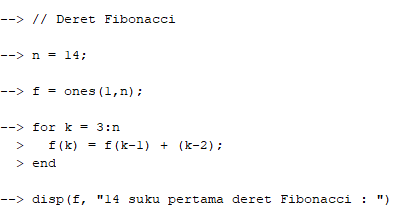 --> // Deret Fibonacci
--> n = 14;
--> f = ones(1,n);
--> for k = 3:n
  >   f(k) = f(k-1) + (k-2);
  > end
--> disp(f, "14 suku pertama deret Fibonacci : ")